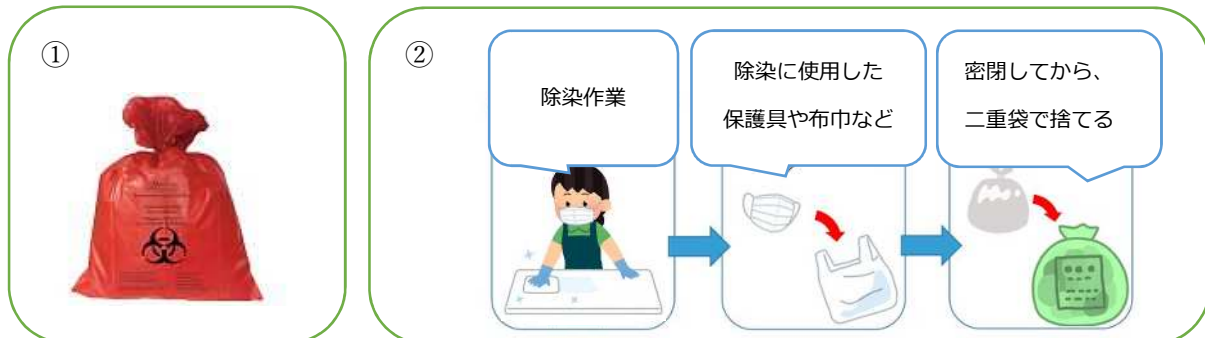 ①
②
除染作業
除染に使用した
保護具や布巾など
密閉してから、
二重袋で捨てる